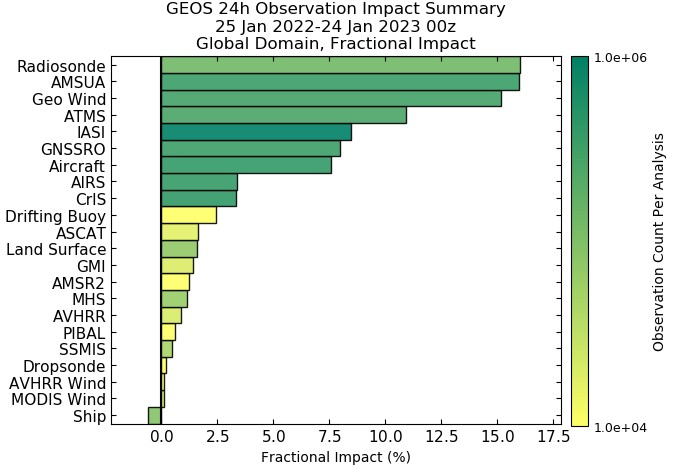 GEOS 24h Observation Impact Summary
25 Jan 2022-24 Jan 2023 00z
Global Domain, Fractional Impact
Radiosonde
AMSUA
Geo Wind
ATMS
IASI
GNSSRO
Aircraft
AIRS
CrIS
Drifting Buoy
ASCAT
Land Surface
GMI
AMSR2
MHS
AVHRR
PIBAL
SSMIS
Dropsonde
AVHRR Wind
MODIS Wind
Ship
0.0 2.5 5.0 7.5 10.0 12.5 15.0 17.5
Fractional Impact (%)
1.0e+06
Observation Count Per Analysis
1.0e+04